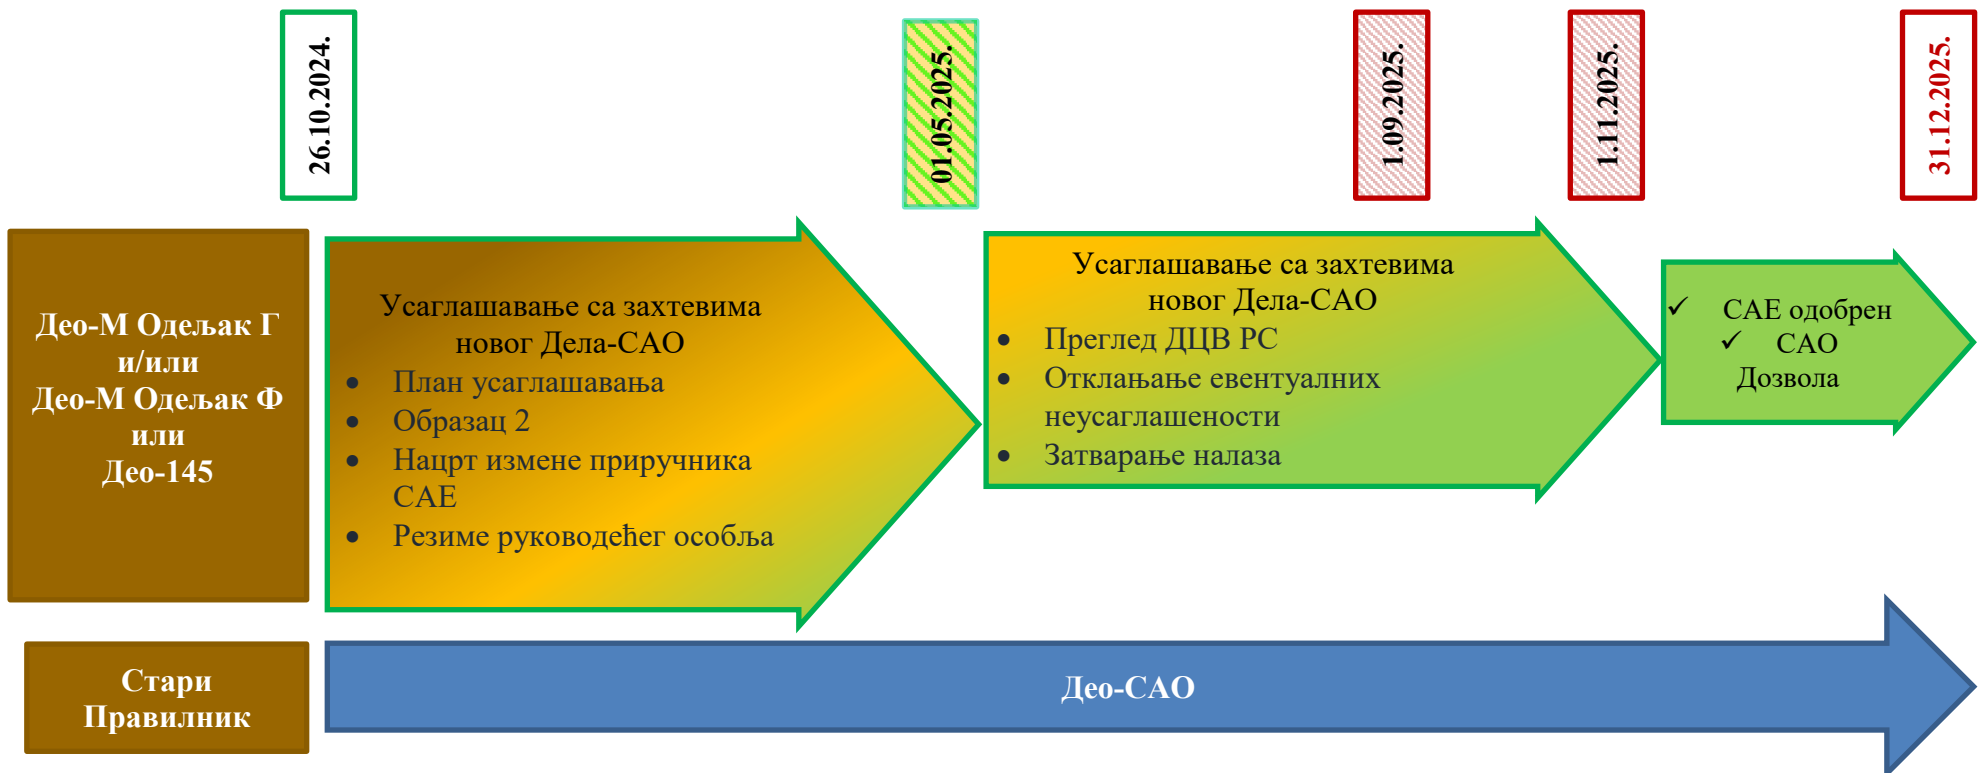 26.10.2024.
01.05.2025.
1.09.2025.
1.11.2025.
31.12.2025.
Део-М Одељак Г
и/или
Део-М Одељак Ф
или
Део-145
Усаглашавање са захтевима
новог Дела-САО
• План усаглашавања
• Образац 2
• Нацрт измене приручника
САЕ
• Резиме руководећег особља
Усаглашавање са захтевима
новог Дела-САО
• Преглед ДЦВ РС
• Отклањање евентуалних
неусаглашености
• Затварање налаза
✓ САЕ одобрен
✓ САО
Дозвола
Стари
Правилник
Део-САО